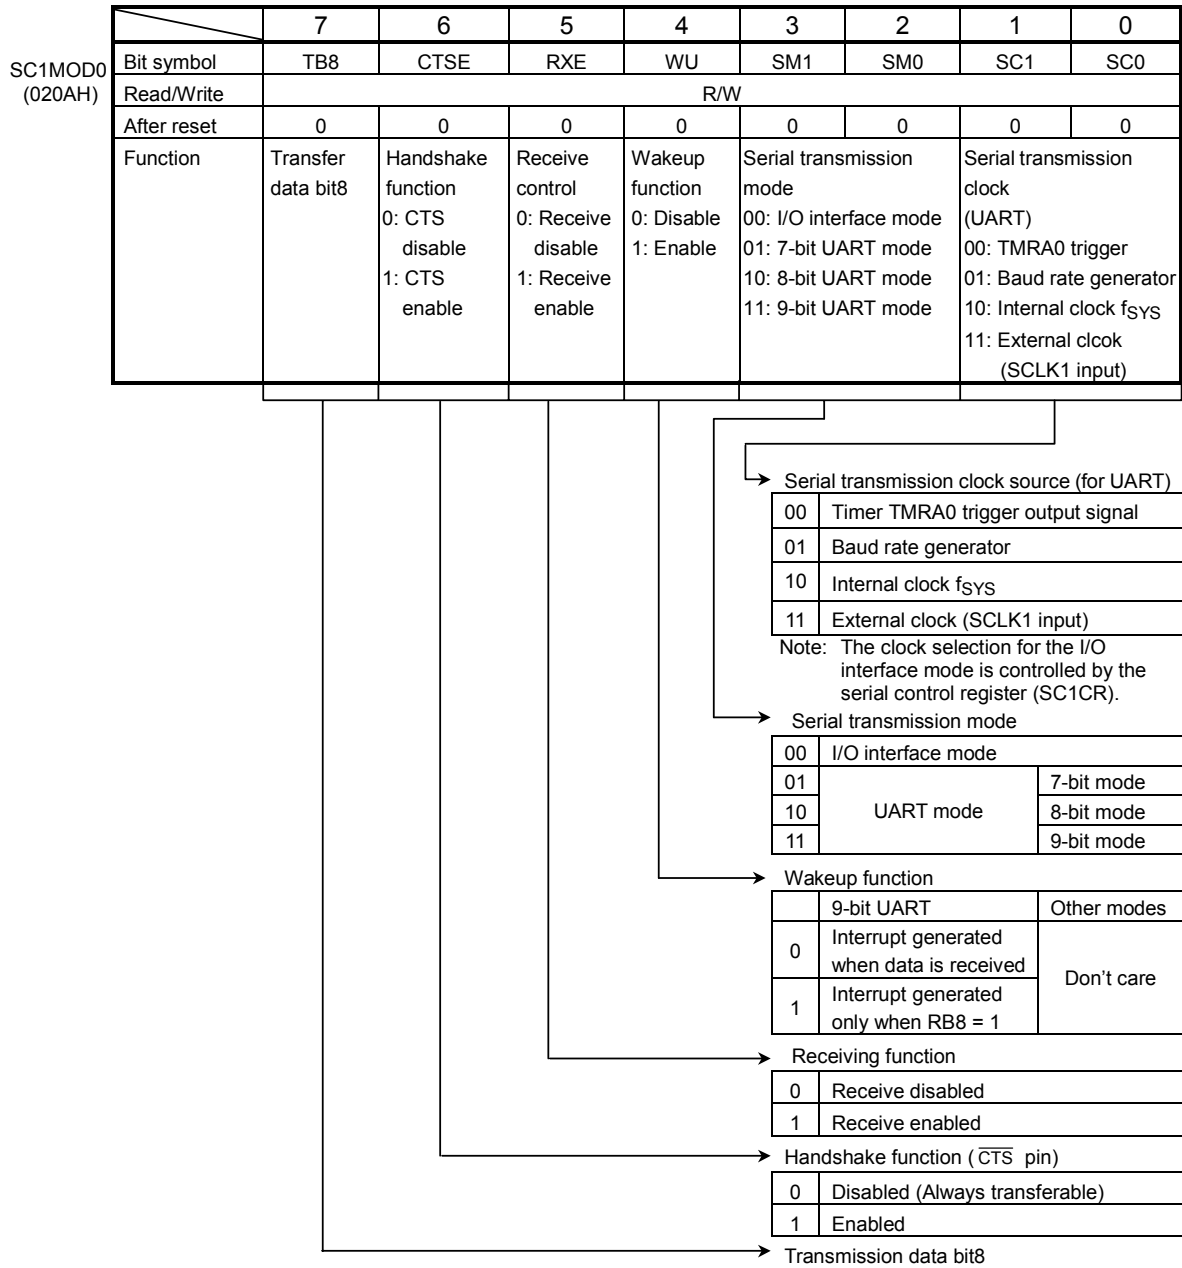 7 6 5 4 3 2 1 0
SC1MOD0 Bit symbol TB8 CTSE RXE WU SM1 SM0 SC1 SC0
(020AH) Read/Write R/W
After reset 0 0 0 0 0 0 0 0
Function Transfer Handshake Receive Wakeup Serial transmission Serial transmission
data bit8 function control function mode clock
0: CTS 0: Receive 0: Disable 00: I/O interface mode (UART)
disable disable 1: Enable 01: 7-bit UART mode 00: TMRA0 trigger
1: CTS 1: Receive 10: 8-bit UART mode 01: Baud rate generator
enable enable 11: 9-bit UART mode 10: Internal clock fSYS
11: External clcok
(SCLK1 input)
Serial transmission clock source (for UART)
00 Timer TMRA0 trigger output signal
01 Baud rate generator
10 Internal clock fSYS
11 External clock (SCLK1 input)
Note: The clock selection for the I/O
interface mode is controlled by the
serial control register (SC1CR).
Serial transmission mode
00 I/O interface mode
01 7-bit mode
10 UART mode 8-bit mode
11 9-bit mode
Wakeup function
9-bit UART Other modes
0 Interrupt generated
when data is received
Don't care
1 Interrupt generated
only when RB8 = 1
Receiving function
0 Receive disabled
1 Receive enabled
Handshake function ( C̅T̅S̅ pin)
0 Disabled (Always transferable)
1 Enabled
Transmission data bit8